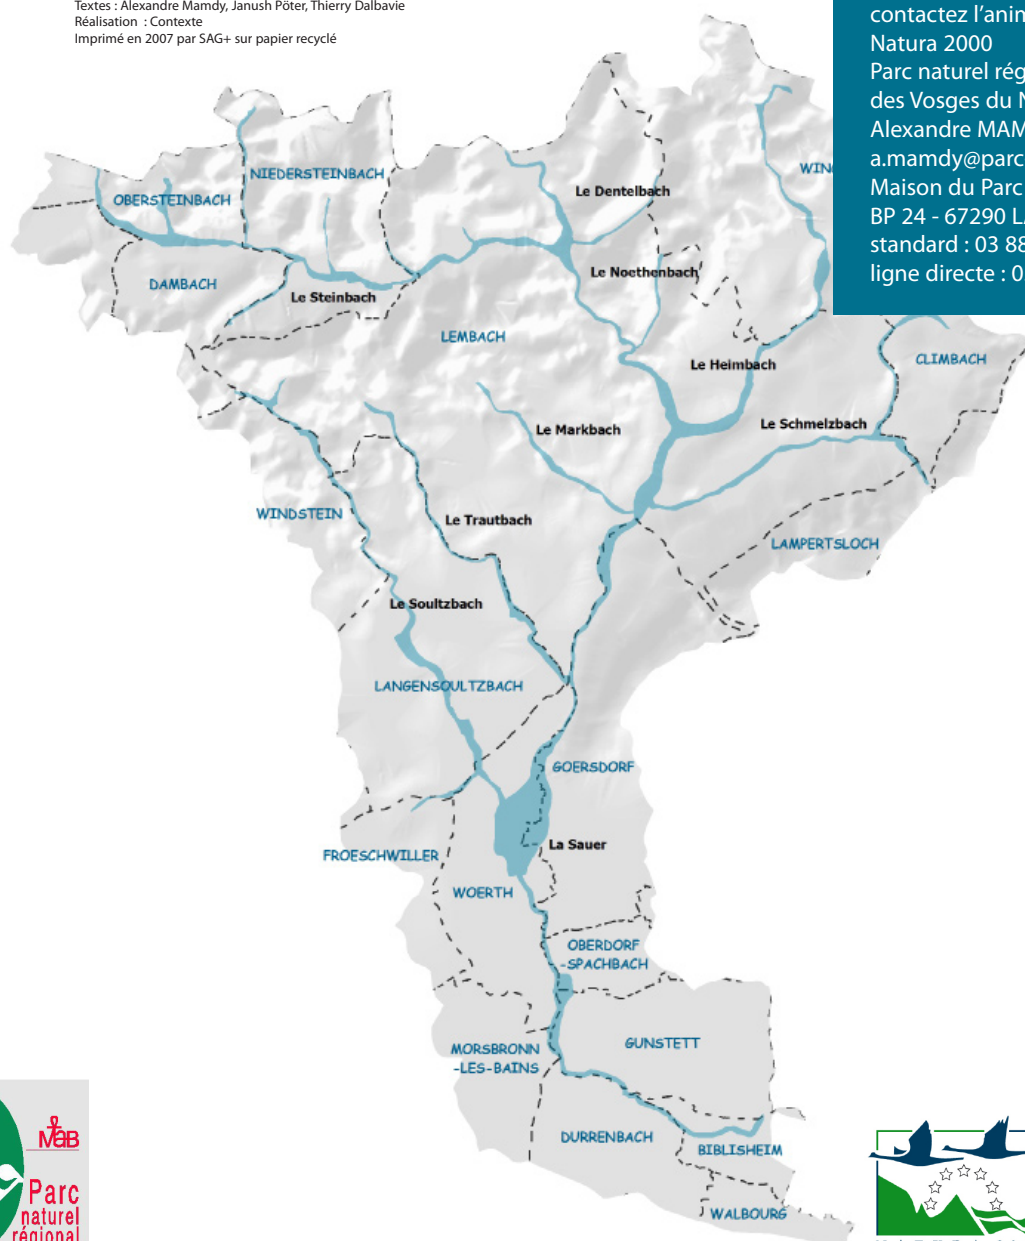 Textes : Alexandre Mamdy, Janush Pöter, Thierry Dalbavie
Réalisation : Contexte
Imprimé en 2007 par SAG+ sur papier recyclé
contactez l'anim
Natura 2000
Parc naturel rég
des Vosges du N
Alexandre MAM
a.mamdy@parc
Maison du Parc
BP 24 - 67290 L
standard : 03 88
ligne directe : 0
NIEDERSTEINBACH
OBERSTEINBACH
Le Dentelbach
WIN
DAMBACH
Le Steinbach
Le Noethenbach
LEMBACH
Le Heimbach
CLIMBACH
Le Markbach
Le Schmelzbach
WINDSTEIN
Le Trautbach
LAMPERTSLOCH
Le Soultzbach
LANGENSOULTZBACH
GOERSDORF
La Sauer
FROESCHWILLER
WOERTH
OBERDORF
-SPACHBACH
GUNSTETT
MORSBRONN
-LES-BAINS
DURRENBACH
BIBLISHEIM
WALBOURG
MAB
Parc
naturel
régional